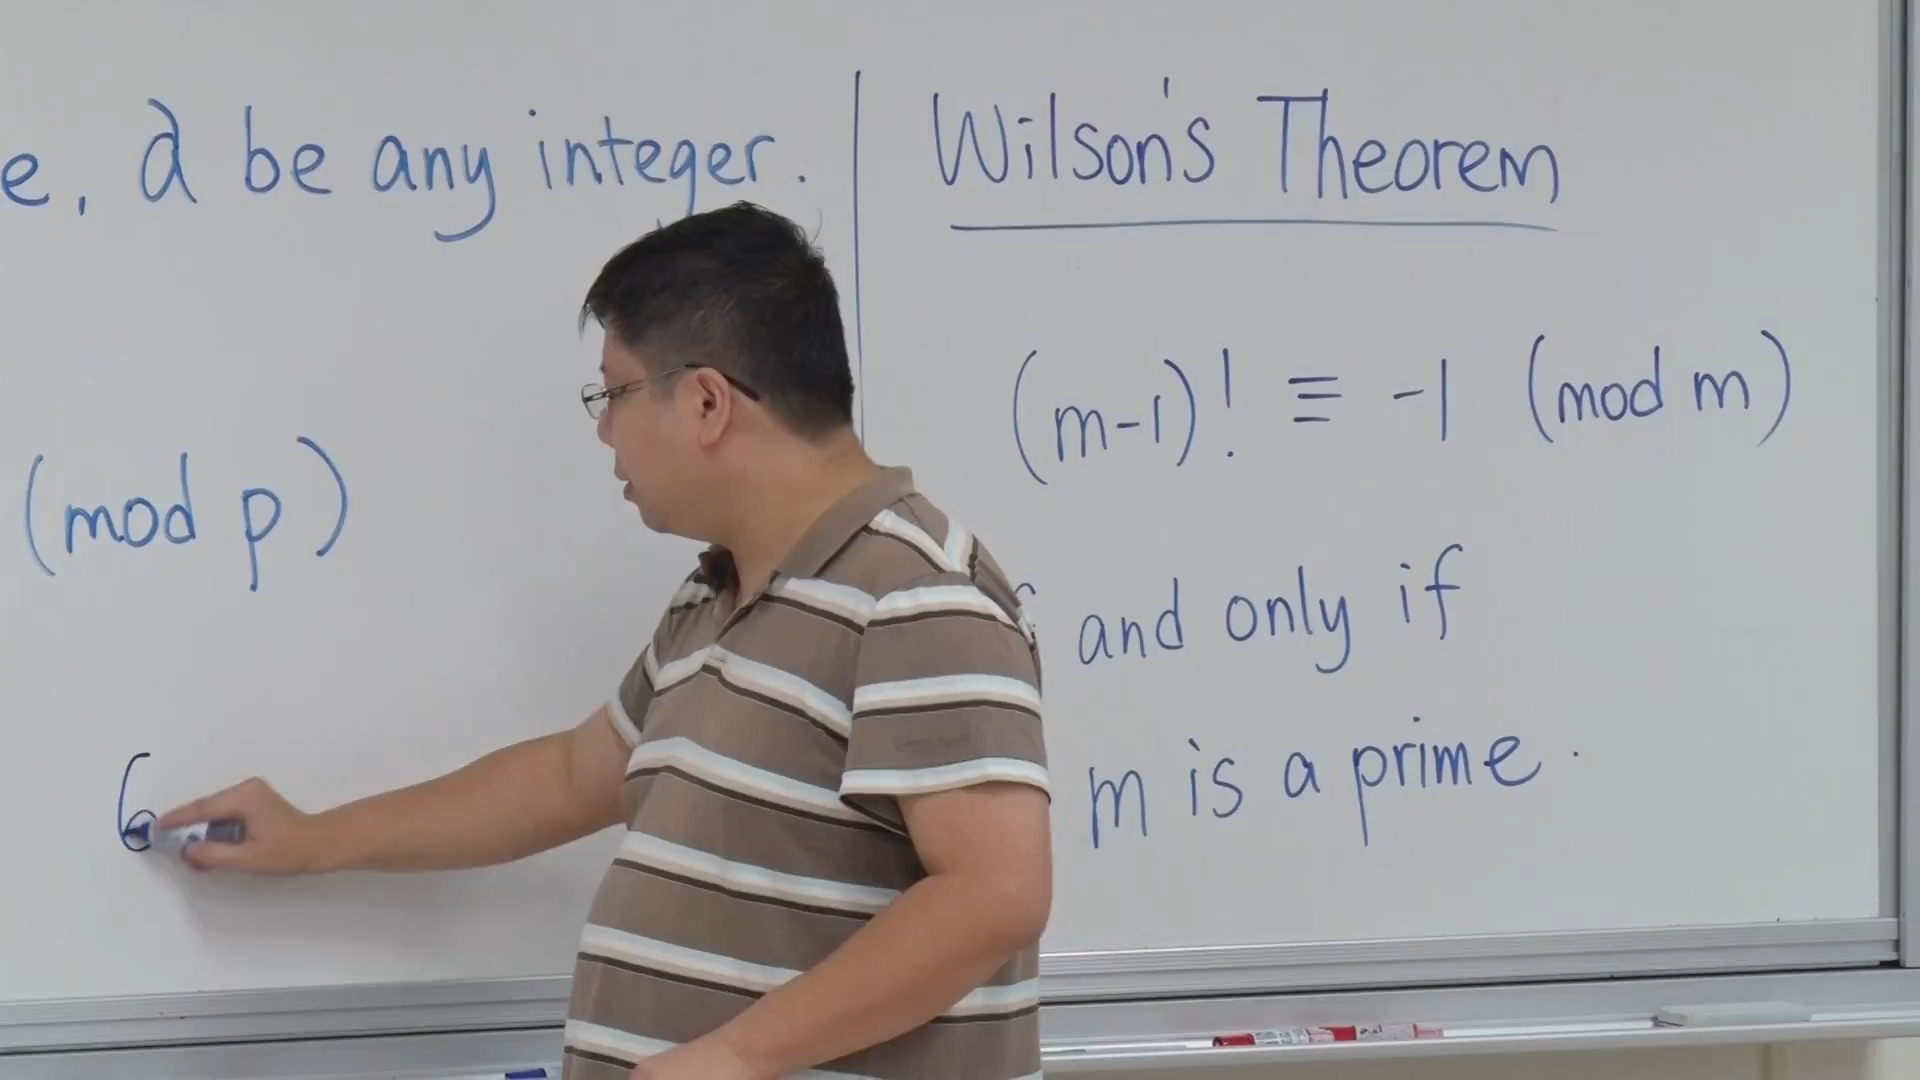 e, a be any integer.
(mod p)
6
Wilson's Theorem
(m-1)! ≡ -1 (mod m)
and only if
m is a prime.